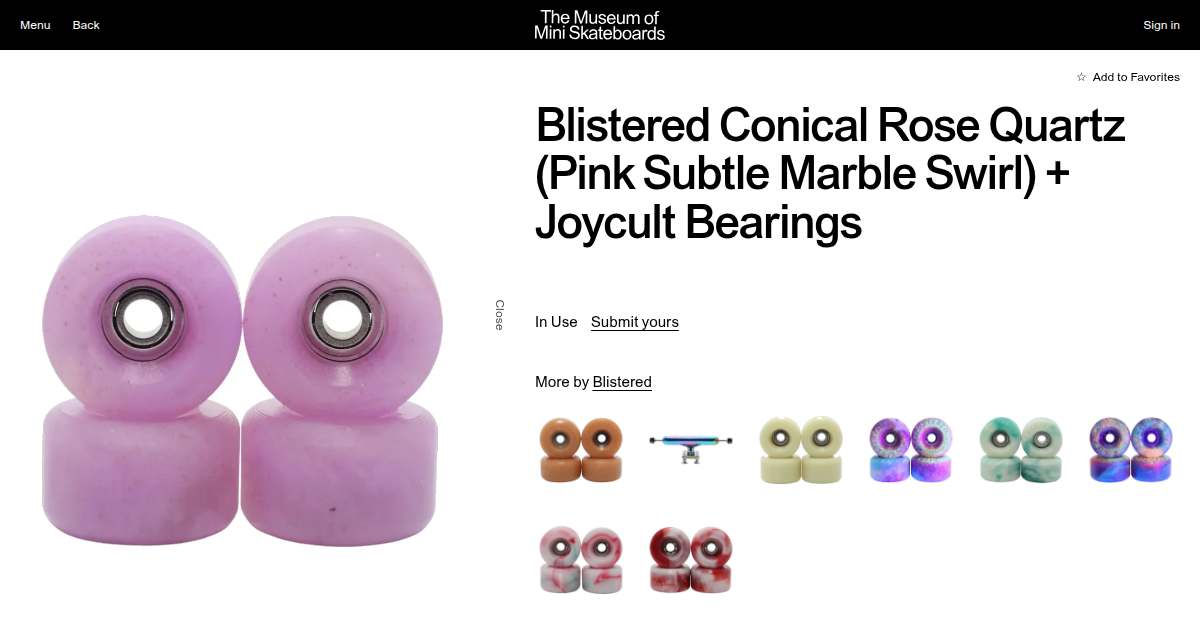 Menu
Back
The Museum of
Mini Skateboards
Sign in
☆ Add to Favorites
Blistered Conical Rose Quartz
(Pink Subtle Marble Swirl) +
Joycult Bearings
Close
In Use Submit yours
More by Blistered